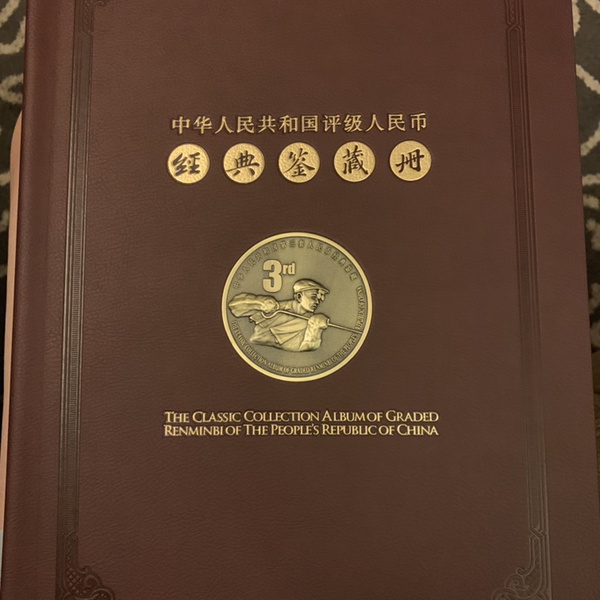 中华人民共和国评级人民币
经典鉴藏册
3rd
THE CLASSIC COLLECTION ALBUM OF GRADED
RENMINBI OF THE PEOPLE'S REPUBLIC OF CHINA